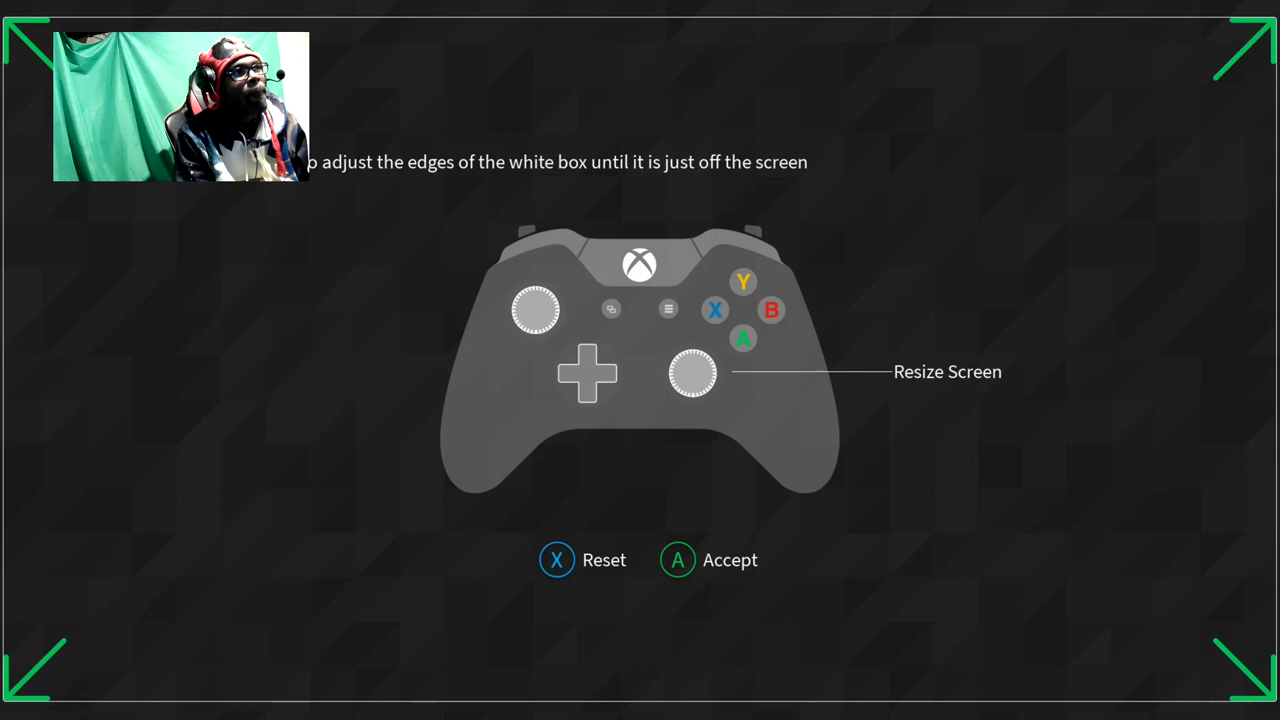 adjust the edges of the white box until it is just off the screen
Y
X
B
A
Resize Screen
X Reset
A Accept